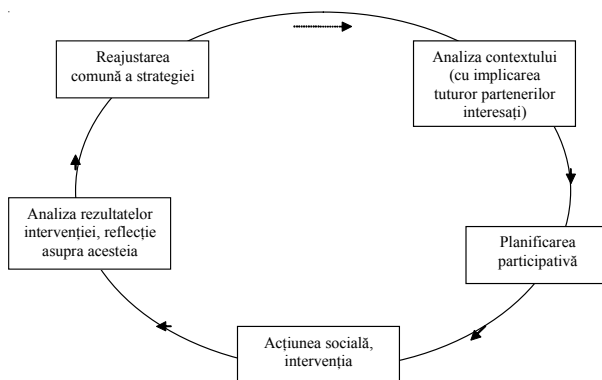 Reajustarea
comună a strategiei
Analiza contextului
(cu implicarea
tuturor partenerilor
interesați)
Planificarea
participativă
Acțiunea socială,
intervenția
Analiza rezultatelor
intervenției, reflecție
asupra acesteia